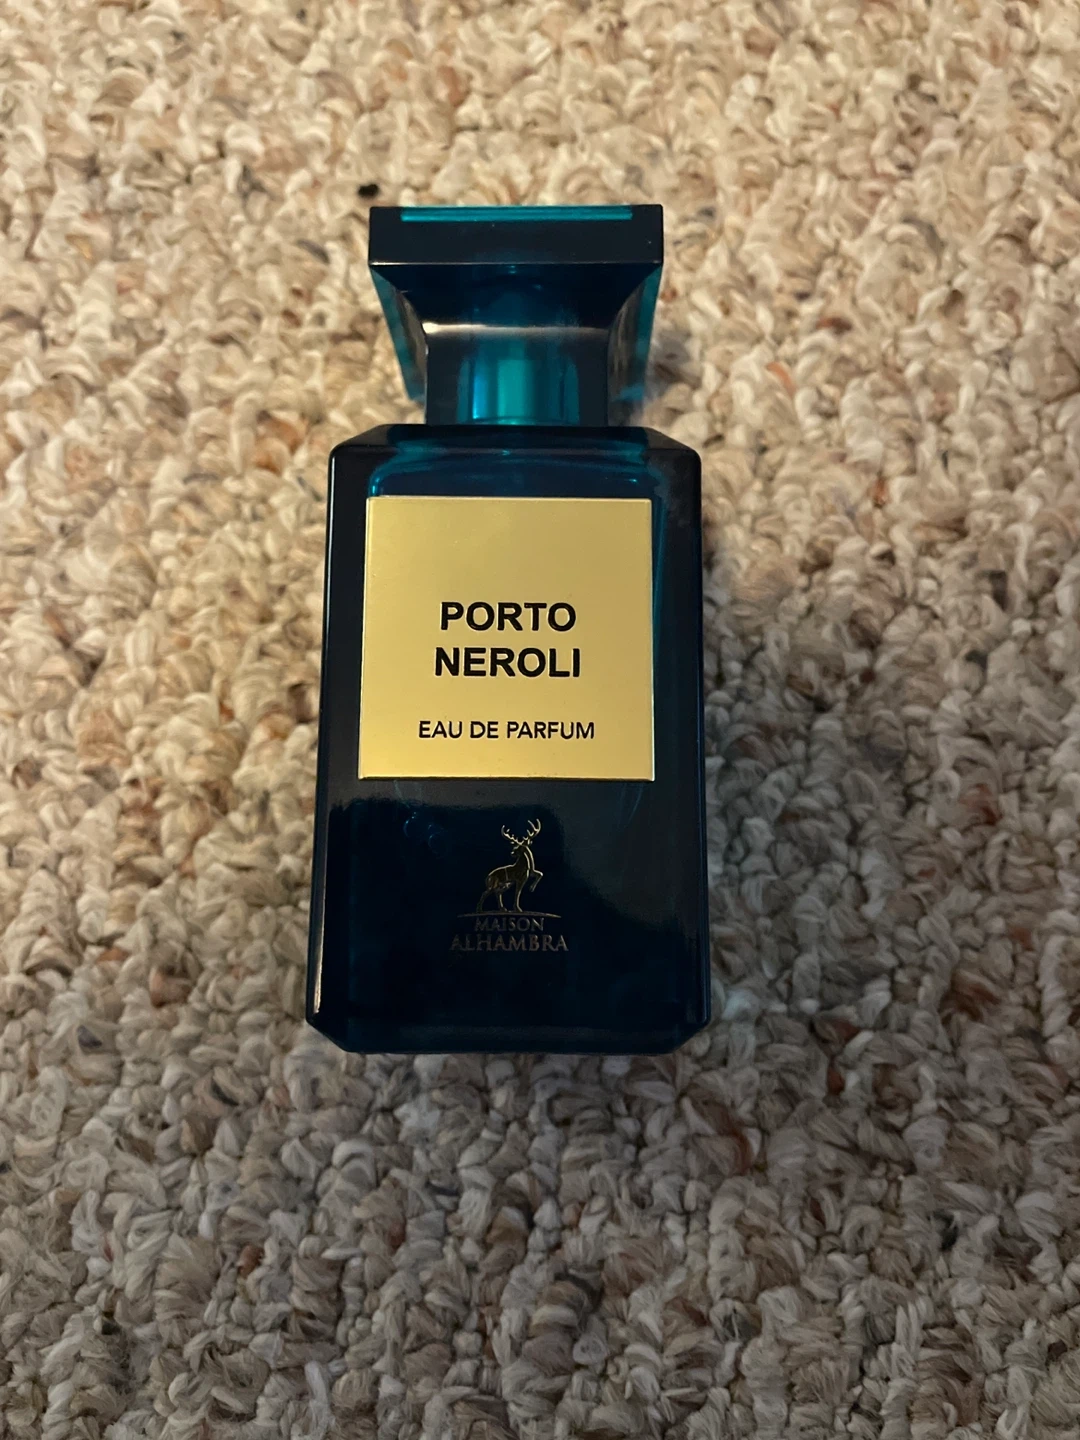 PORTO
NEROLI
EAU DE PARFUM
MAISON
ALHAMBRA